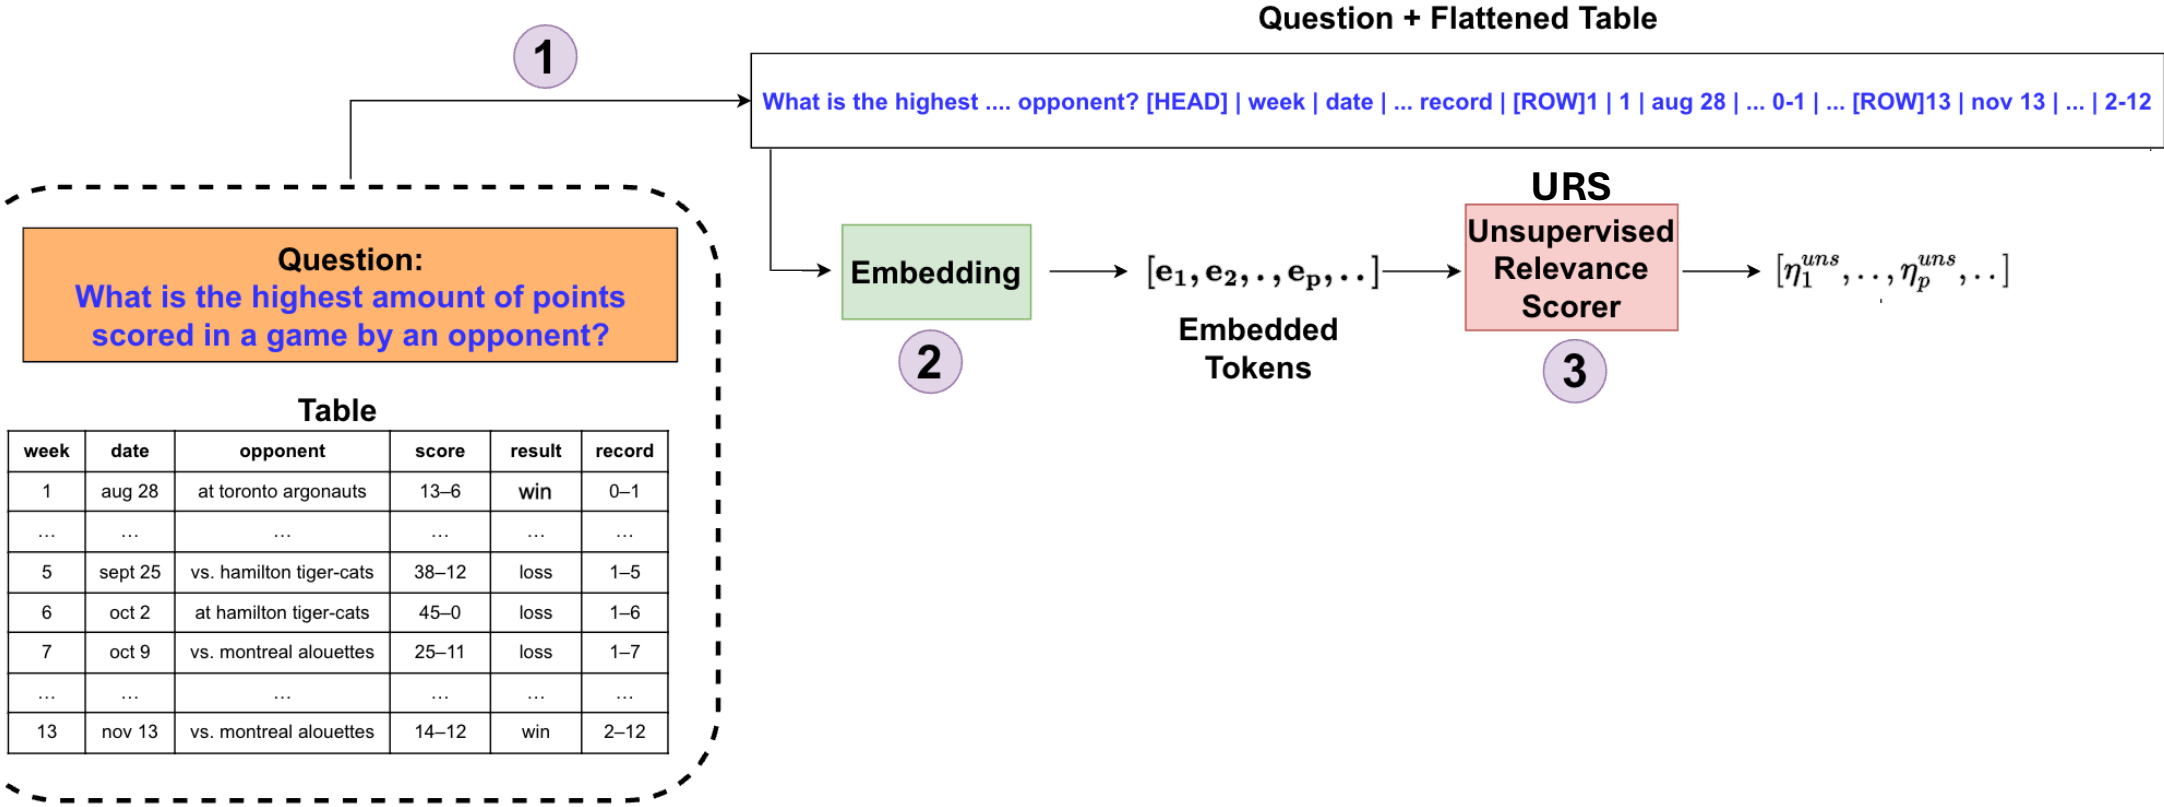 Question + Flattened Table
1
What is the highest .... opponent? [HEAD] | week | date | ... record | [ROW]1 | 1 | aug 28 | ... 0-1 | ... [ROW]13 | nov 13 | ... | 2-12
URS
Unsupervised
Relevance
Scorer
Embedding
[e₁, e₂, . , eₚ, . . ]
[η₁ᵘⁿˢ, . . , ηₚᵘⁿˢ, . . ]
Embedded
Tokens
2
3
Question:
What is the highest amount of points
scored in a game by an opponent?
Table
week date opponent score result record
1 aug 28 at toronto argonauts 13–6 win 0–1
... ... ... ... ... ...
5 sept 25 vs. hamilton tiger-cats 38–12 loss 1–5
6 oct 2 at hamilton tiger-cats 45–0 loss 1–6
7 oct 9 vs. montreal alouettes 25–11 loss 1–7
... ... ... ... ... ...
13 nov 13 vs. montreal alouettes 14–12 win 2–12